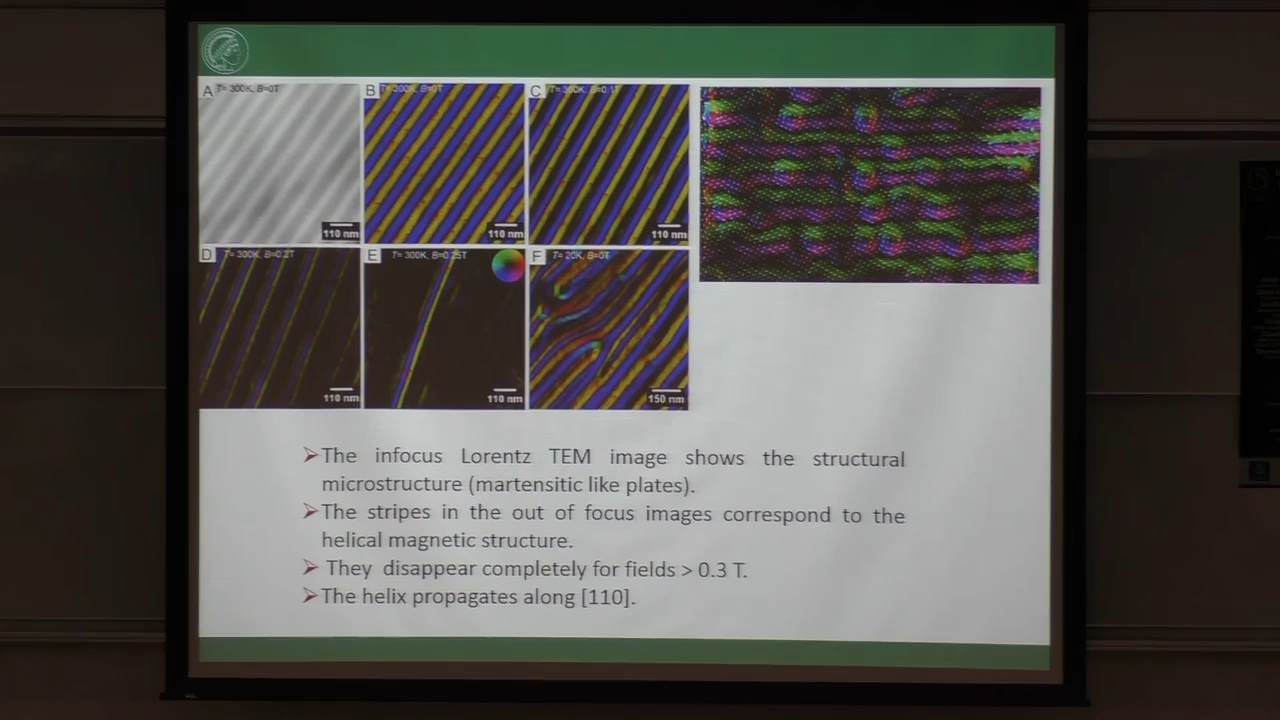 A T= 300K, B=0T
B T= 300K, B=0T
C T= 300K, B=0.1T
110 nm
110 nm
110 nm
D T= 300K, B=0.2T
E T= 300K, B=0.25T
F T= 20K, B=0T
110 nm
110 nm
150 nm
➢The infocus Lorentz TEM image shows the structural
microstructure (martensitic like plates).
➢The stripes in the out of focus images correspond to the
helical magnetic structure.
➢ They disappear completely for fields > 0.3 T.
➢The helix propagates along [110].